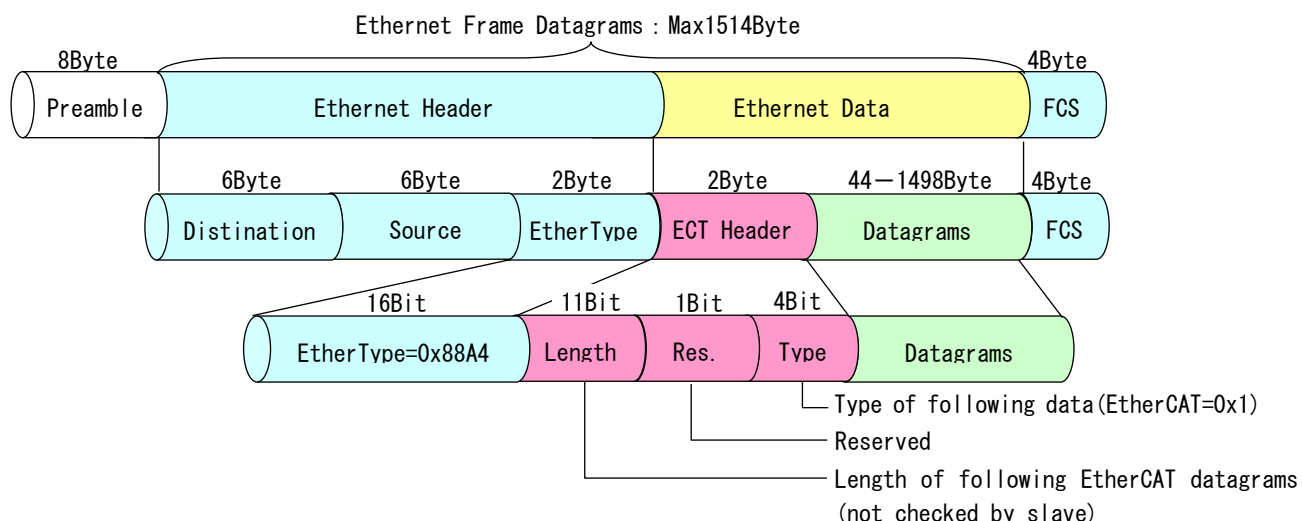 Ethernet Frame Datagrams : Max1514Byte
8Byte
4Byte
Preamble
Ethernet Header
Ethernet Data
FCS
6Byte
6Byte
2Byte
2Byte
44－1498Byte
4Byte
Distination
Source
EtherType
ECT Header
Datagrams
FCS
16Bit
11Bit
1Bit
4Bit
EtherType=0x88A4
Length
Res.
Type
Datagrams
Type of following data(EtherCAT=0x1)
Reserved
Length of following EtherCAT datagrams
(not checked by slave)